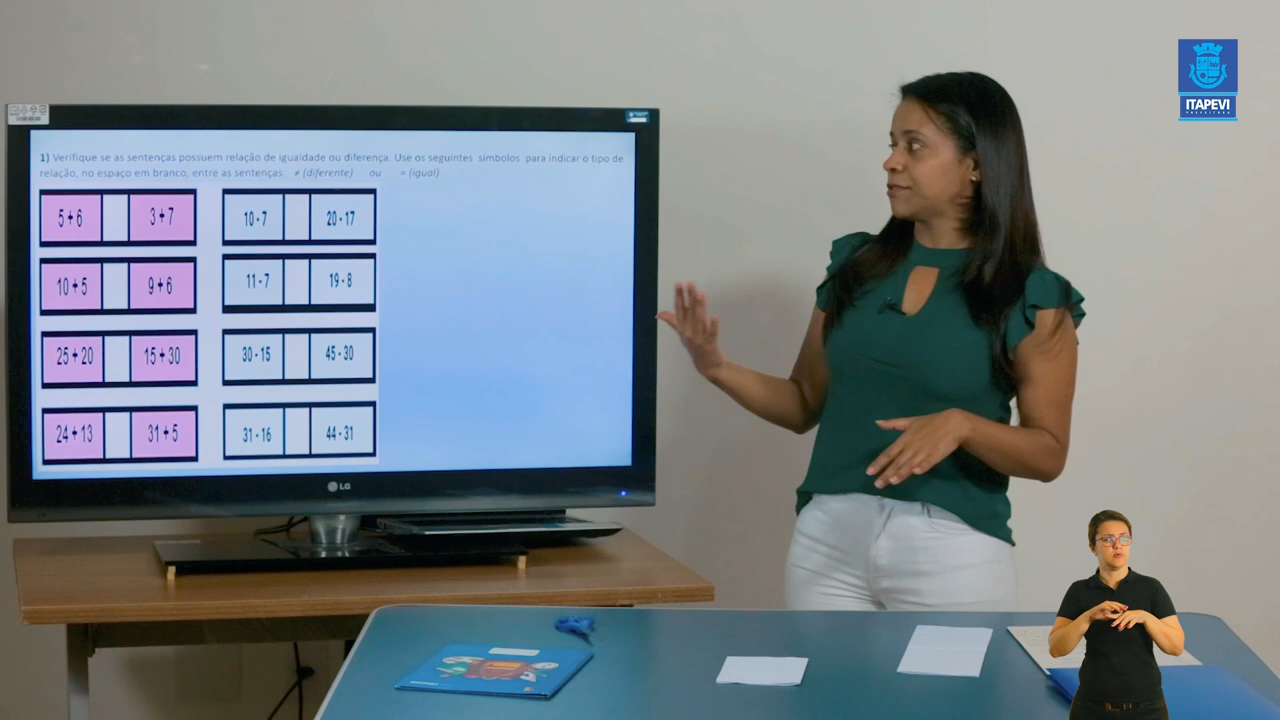 ITAPEVI
PREFEITURA
1) Verifique se as sentenças possuem relação de igualdade ou diferença. Use os seguintes símbolos para indicar o tipo de
relação, no espaço em branco, entre as sentenças: ≠ (diferente) ou = (igual)
5+6 3+7
10-7 20-17
10+5 9+6
11-7 19-8
25+20 15+30
30-15 45-30
24+13 31+5
31-16 44-31
LG